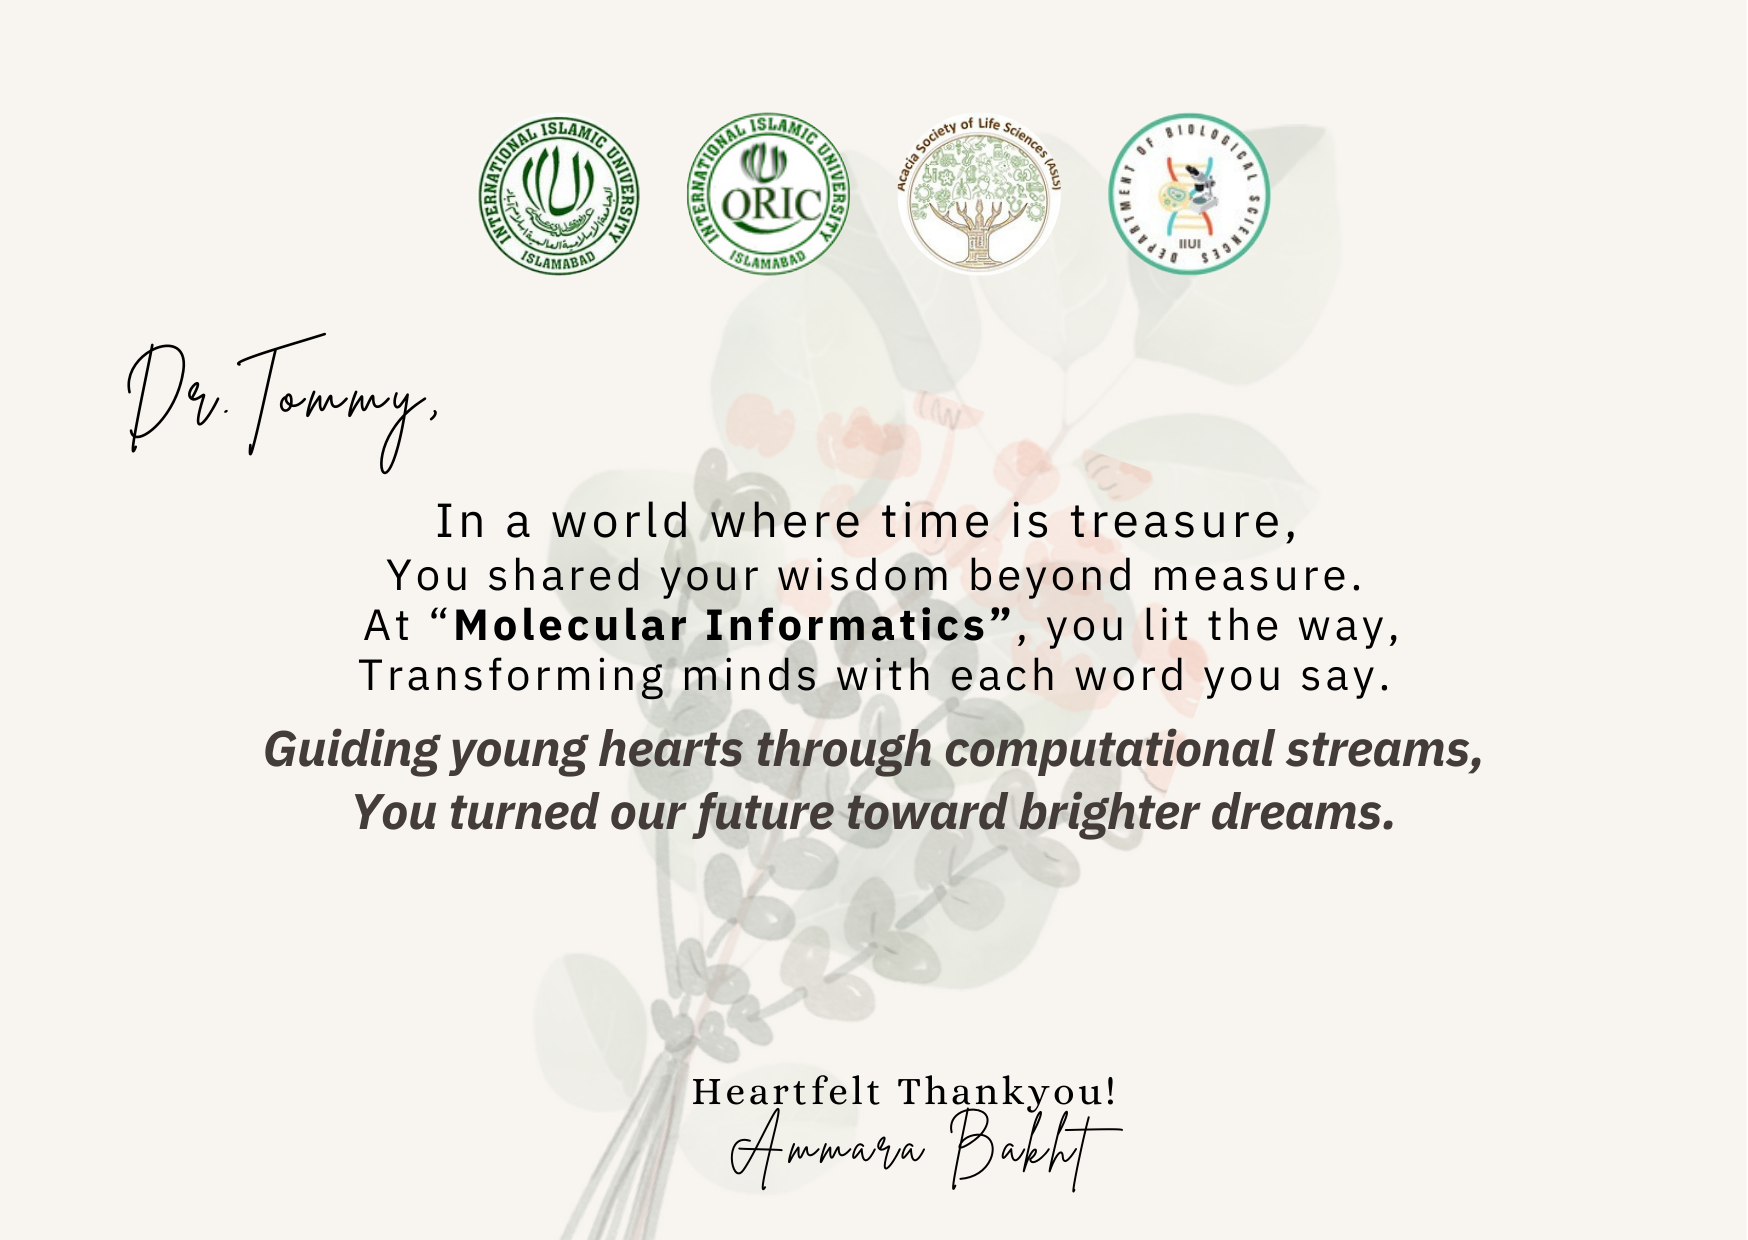 INTERNATIONAL ISLAMIC UNIVERSITY
ISLAMABAD
INTERNATIONAL ISLAMIC UNIVERSITY
ORIC
ISLAMABAD
Acacia Society of Life Sciences (ASLS)
DEPARTMENT OF BIOLOGICAL SCIENCES
IIUI
Dr. Tommy,
In a world where time is treasure,
You shared your wisdom beyond measure.
At “Molecular Informatics”, you lit the way,
Transforming minds with each word you say.
Guiding young hearts through computational streams,
You turned our future toward brighter dreams.
Heartfelt Thankyou!
Ammara Bakht